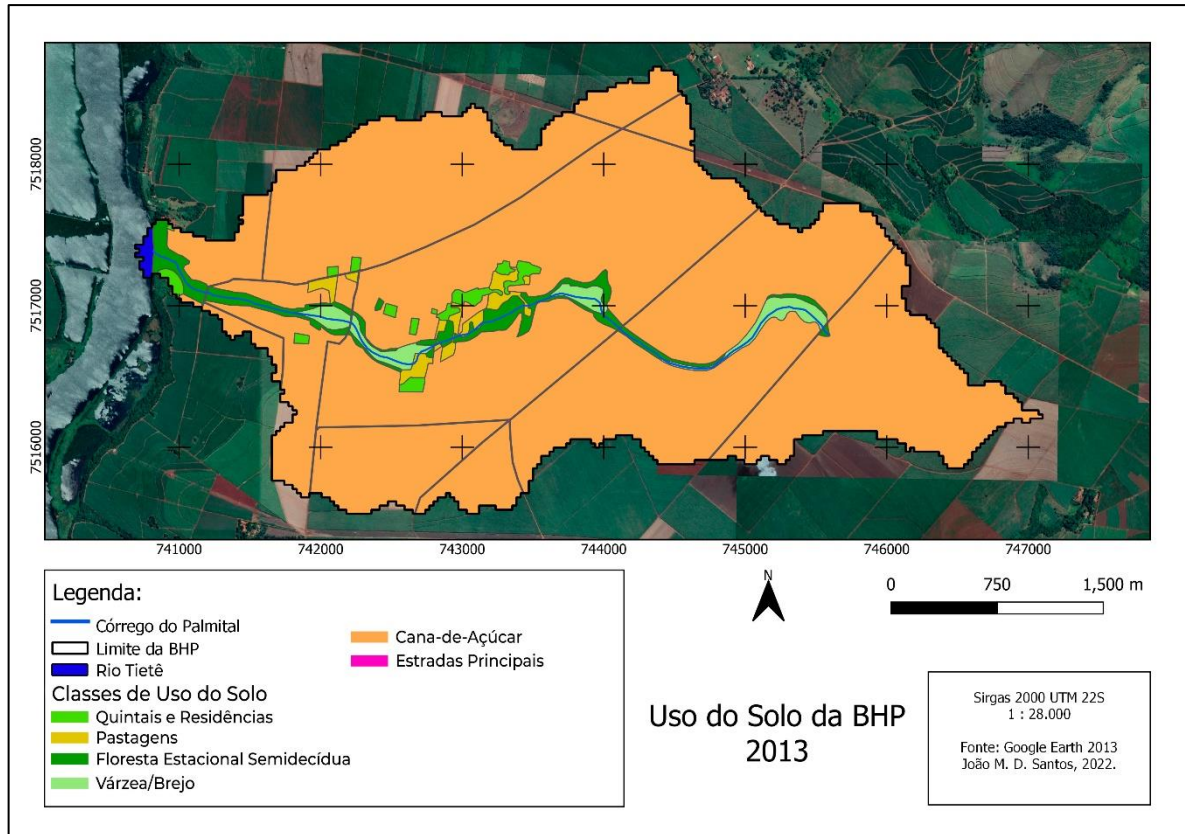 7518000
7517000
7516000
741000
742000
743000
744000
745000
746000
747000
Legenda:
Córrego do Palmital
Limite da BHP
Rio Tietê
Classes de Uso do Solo
Quintais e Residências
Pastagens
Floresta Estacional Semidecídua
Várzea/Brejo
Cana-de-Açúcar
Estradas Principais
N
0
750
1,500 m
Uso do Solo da BHP
2013
Sirgas 2000 UTM 22S
1 : 28.000
Fonte: Google Earth 2013
João M. D. Santos, 2022.